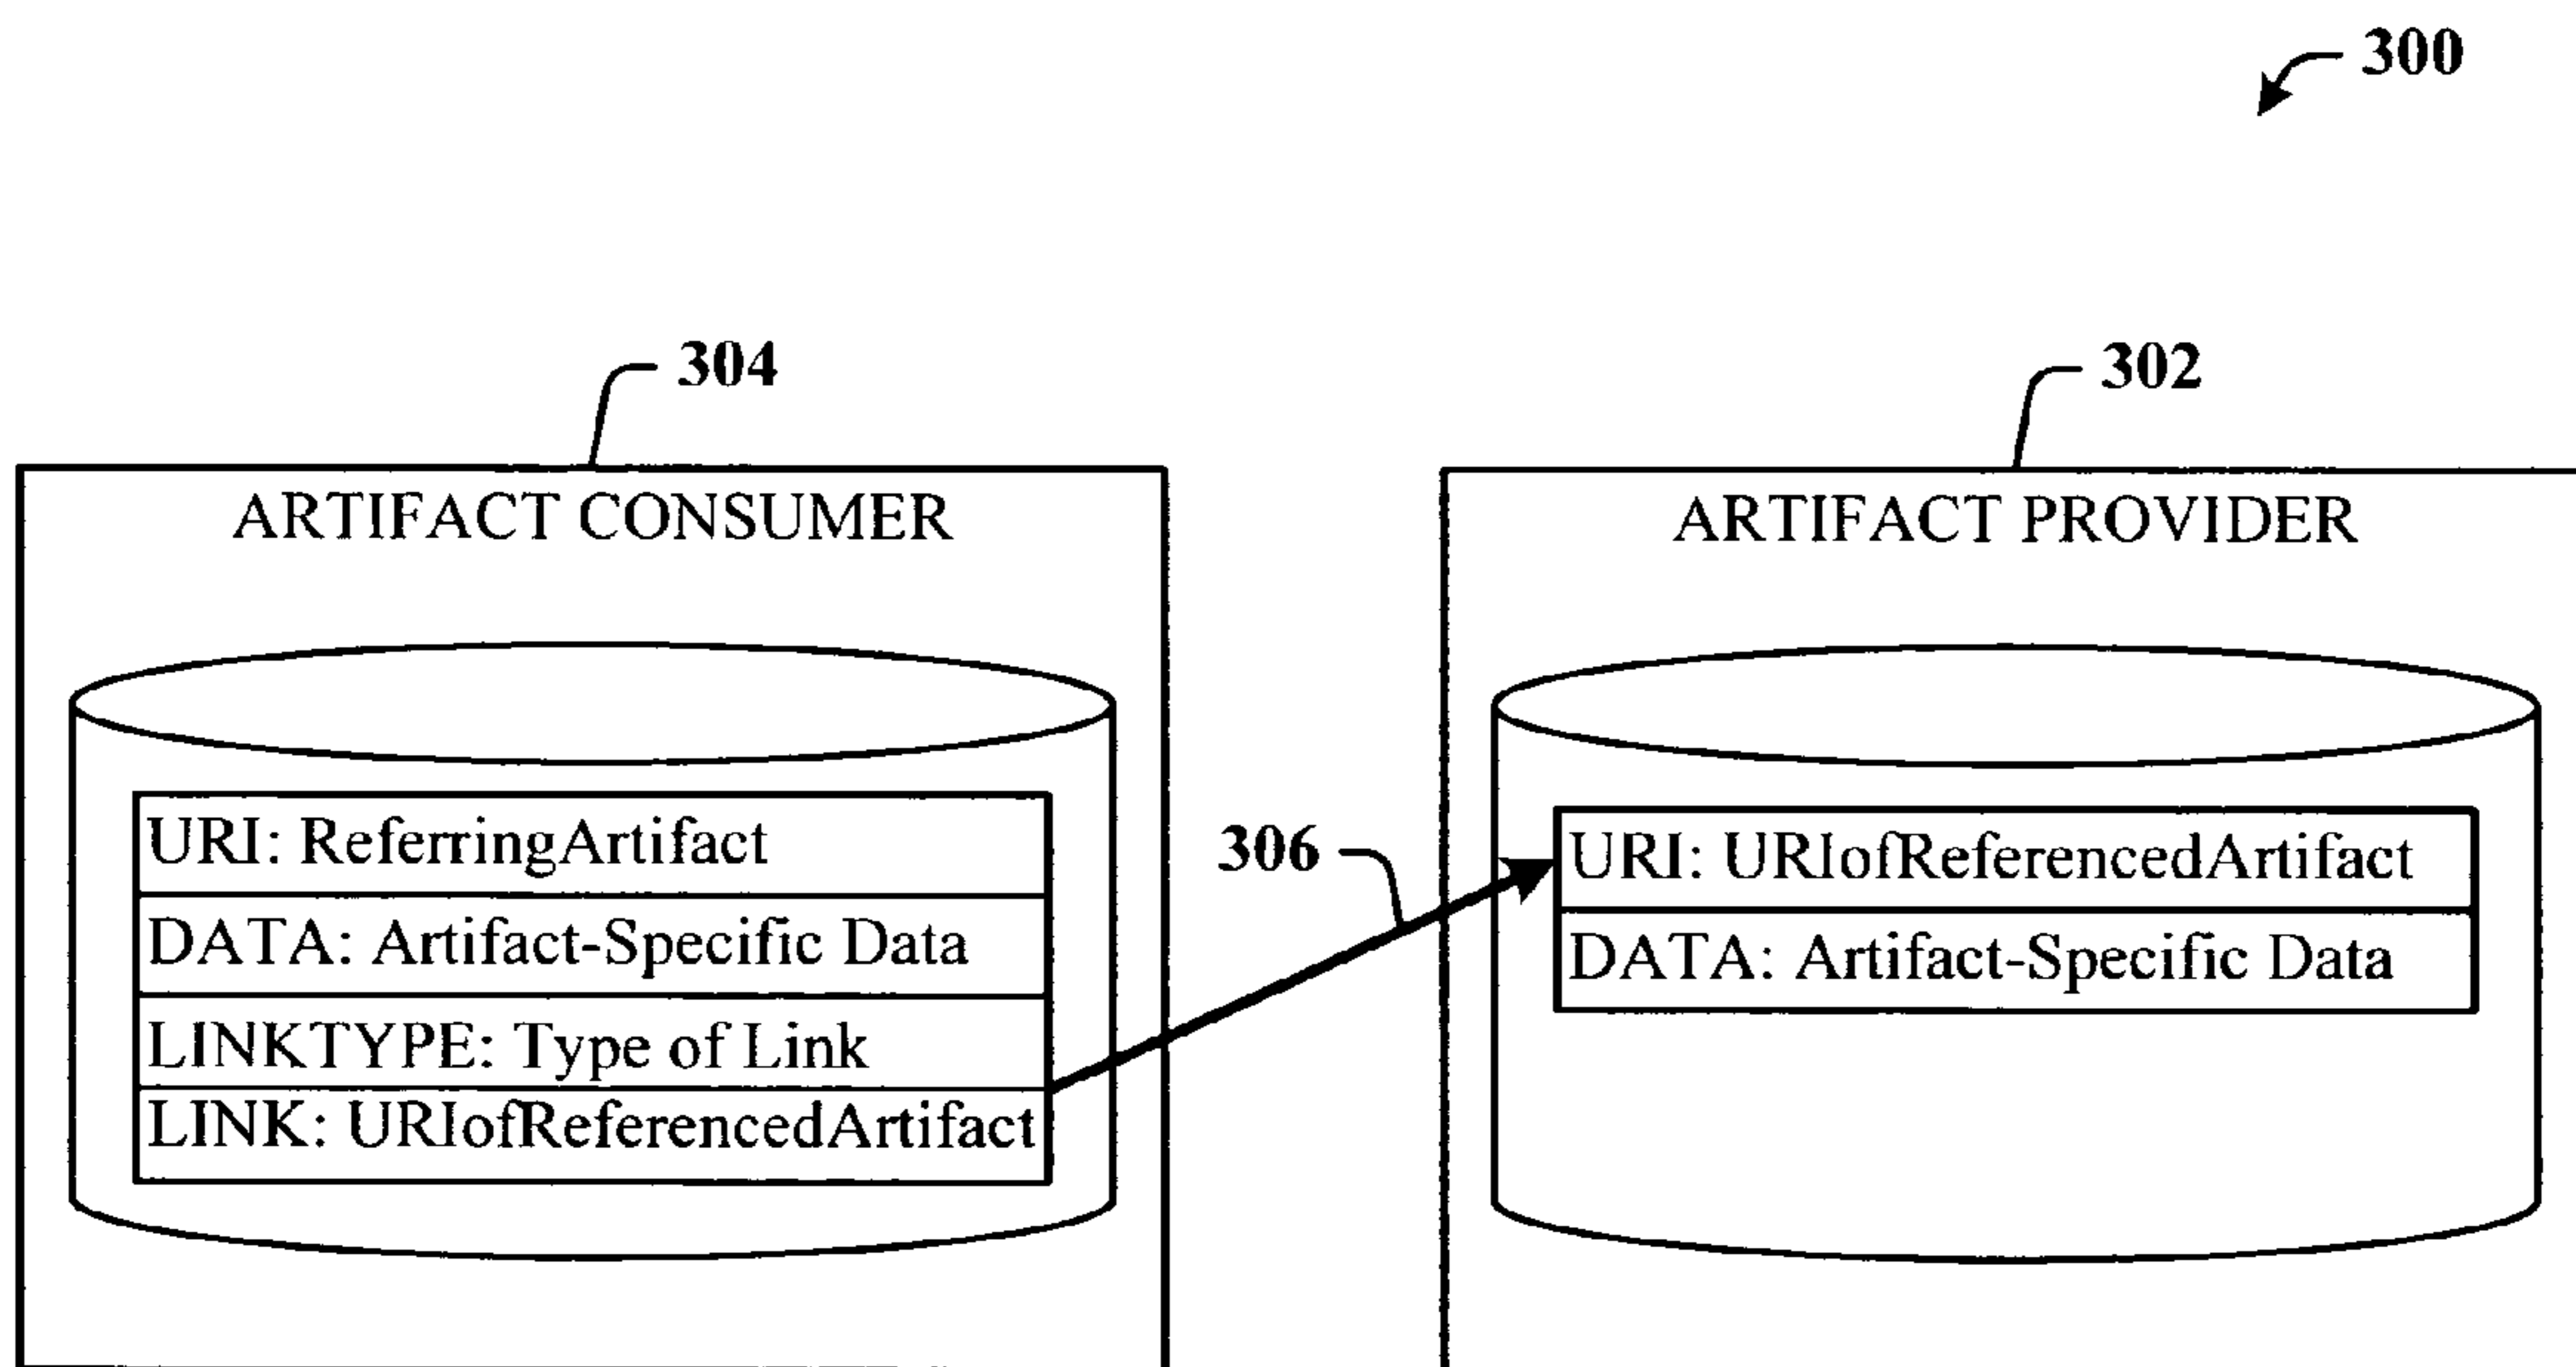 300
304
302
ARTIFACT CONSUMER
ARTIFACT PROVIDER
URI: ReferringArtifact
DATA: Artifact-Specific Data
LINKTYPE: Type of Link
LINK: URIofReferencedArtifact
306
URI: URIofReferencedArtifact
DATA: Artifact-Specific Data